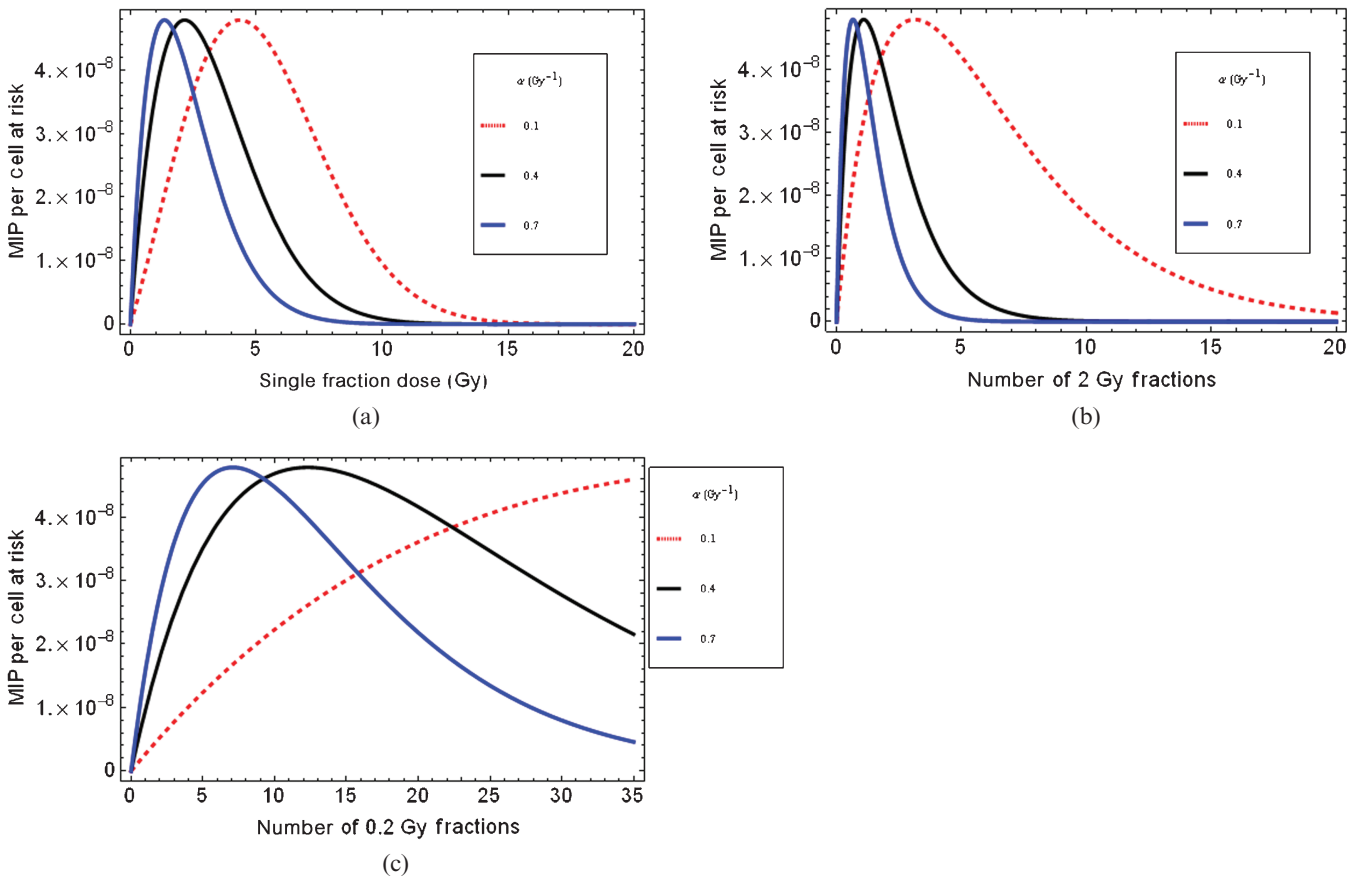 MIP per cell at risk
4. × 10⁻⁸
3. × 10⁻⁸
2. × 10⁻⁸
1. × 10⁻⁸
0
0 5 10 15 20
Single fraction dose (Gy)
α (Gy⁻¹)
0.1
0.4
0.7
(a)
MIP per cell at risk
4. × 10⁻⁸
3. × 10⁻⁸
2. × 10⁻⁸
1. × 10⁻⁸
0
0 5 10 15 20
Number of 2 Gy fractions
α (Gy⁻¹)
0.1
0.4
0.7
(b)
MIP per cell at risk
4. × 10⁻⁸
3. × 10⁻⁸
2. × 10⁻⁸
1. × 10⁻⁸
0
0 5 10 15 20 25 30 35
Number of 0.2 Gy fractions
α (Gy⁻¹)
0.1
0.4
0.7
(c)